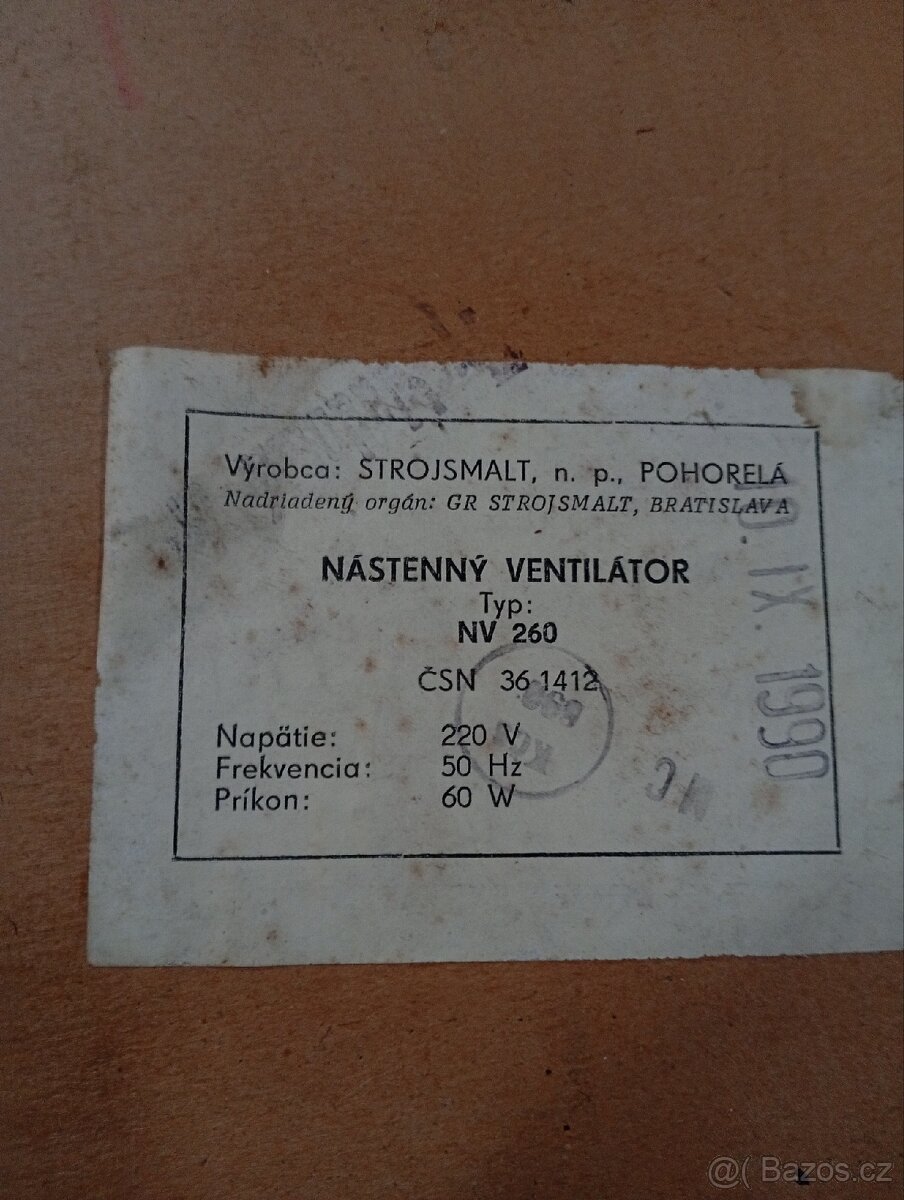 Výrobca: STROJSMALT, n. p., POHORELÁ
Nadriadený orgán: GR STROJSMALT, BRATISLAVA
NÁSTENNÝ VENTILÁTOR
Typ:
NV 260
ČSN 36 1412
Napätie: 220 V
Frekvencia: 50 Hz
Príkon: 60 W
IX. 1990
@( Bazoš.cz